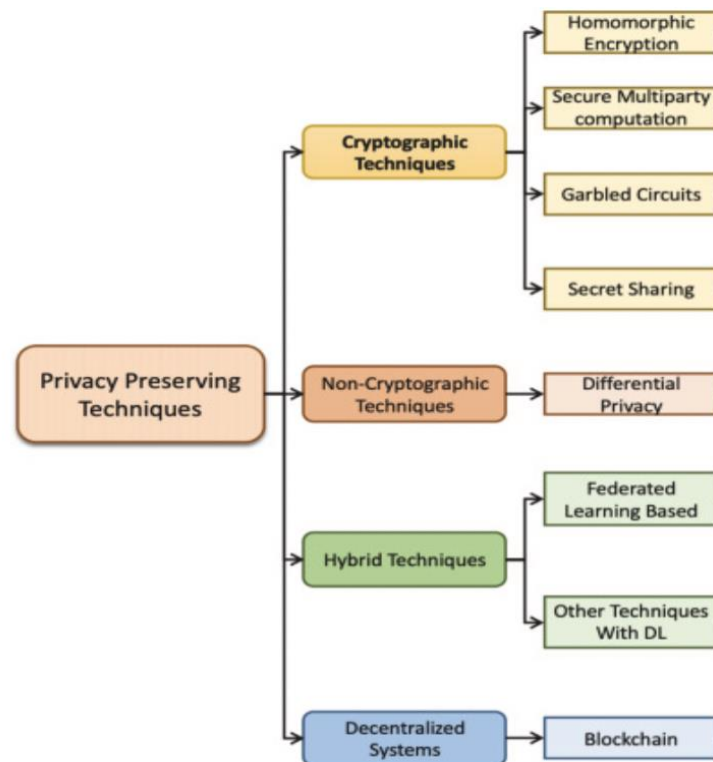 Privacy Preserving
Techniques
Cryptographic
Techniques
Homomorphic
Encryption
Secure Multiparty
computation
Garbled Circuits
Secret Sharing
Non-Cryptographic
Techniques
Differential
Privacy
Hybrid Techniques
Federated
Learning Based
Other Techniques
With DL
Decentralized
Systems
Blockchain